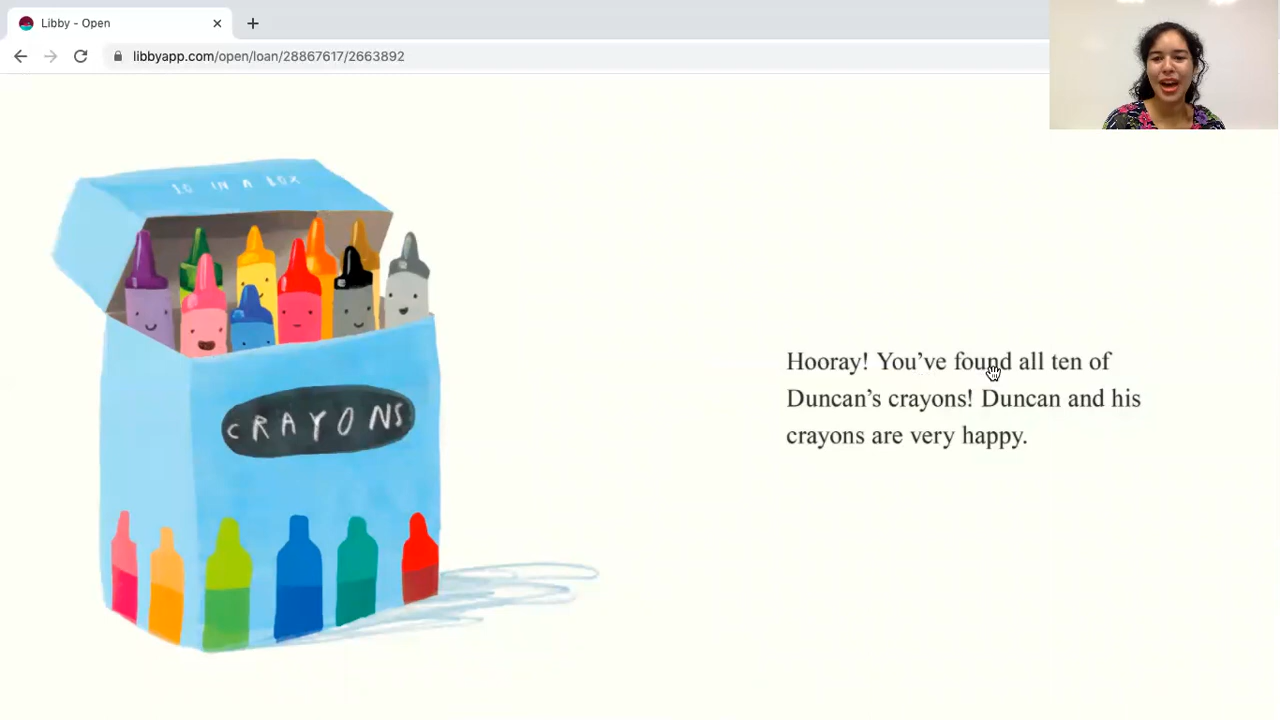 Libby - Open
libbyapp.com/open/loan/28867617/2663892
10 IN A BOX
CRAYONS
Hooray! You’ve found all ten of
Duncan’s crayons! Duncan and his
crayons are very happy.